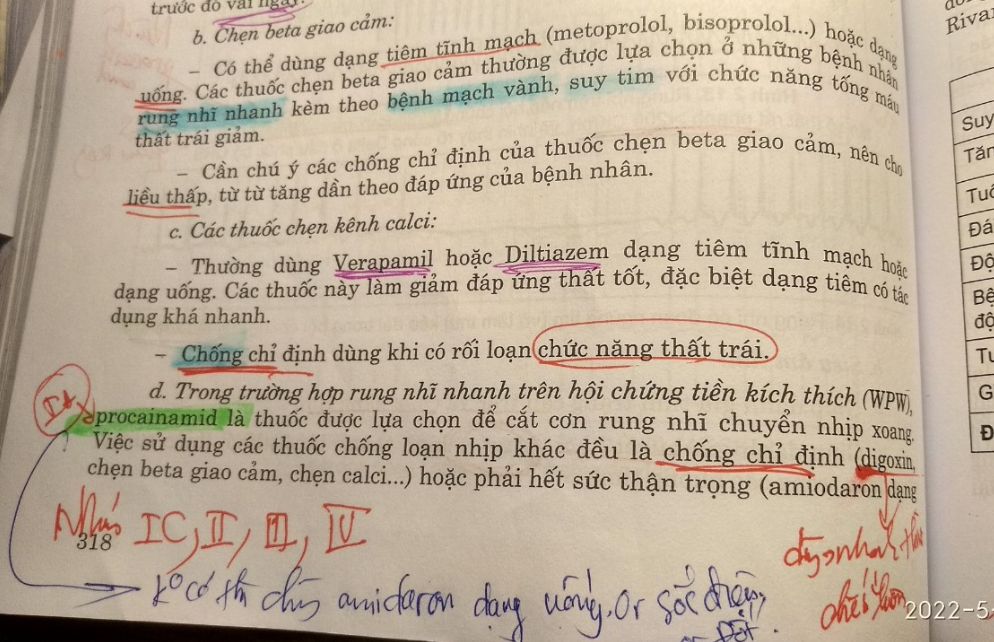 trước đó vài ngày.
b. Chẹn beta giao cảm:
– Có thể dùng dạng tiêm tĩnh mạch (metoprolol, bisoprolol...) hoặc dạng
uống. Các thuốc chẹn beta giao cảm thường được lựa chọn ở những bệnh nhân
rung nhĩ nhanh kèm theo bệnh mạch vành, suy tim với chức năng tống máu
thất trái giảm.
– Cần chú ý các chống chỉ định của thuốc chẹn beta giao cảm, nên cho
liều thấp, từ từ tăng dần theo đáp ứng của bệnh nhân.
c. Các thuốc chẹn kênh calci:
– Thường dùng Verapamil hoặc Diltiazem dạng tiêm tĩnh mạch hoặc
dạng uống. Các thuốc này làm giảm đáp ứng thất tốt, đặc biệt dạng tiêm có tác
dụng khá nhanh.
– Chống chỉ định dùng khi có rối loạn chức năng thất trái.
d. Trong trường hợp rung nhĩ nhanh trên hội chứng tiền kích thích (WPW),
procainamid là thuốc được lựa chọn để cắt cơn rung nhĩ chuyển nhịp xoang.
Việc sử dụng các thuốc chống loạn nhịp khác đều là chống chỉ định (digoxin,
chẹn beta giao cảm, chẹn calci...) hoặc phải hết sức thận trọng (amiodaron dạng
IC, II, III, IV
318
K° có thể dùng amidaron dạng uống. Or sốc điện
Riva
Suy
Tăn
Tuổ
Đá
Độ
Bệ
độ
Tu
G
Đ
2022-5